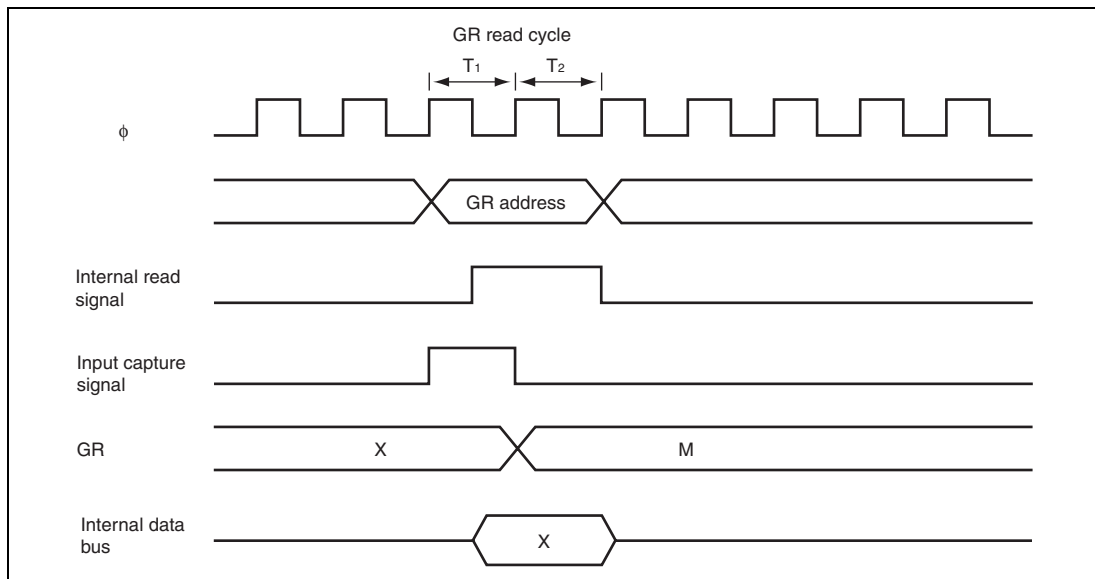 GR read cycle
T1 T2
ϕ
GR address
Internal read
signal
Input capture
signal
GR X M
Internal data
bus
X